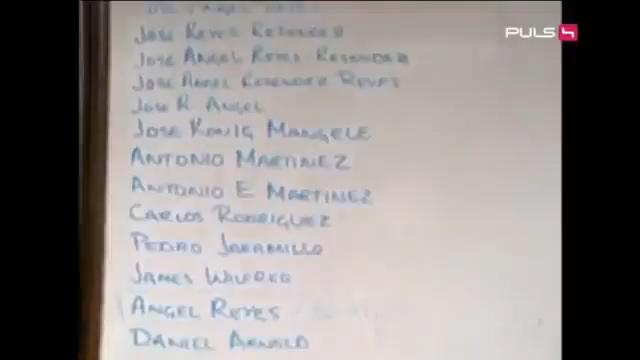 PULS 4
JOSE REYES RESENDEZ
JOSE ANGEL REYES RESENDEZ
JOSE ANGEL RESENDEZ REYES
JOSE R ANGEL
JOSE KONIG MANGELE
ANTONIO MARTINEZ
ANTONIO E MARTINEZ
CARLOS RODRIGUEZ
PEDRO JARAMILLO
JAMES
ANGEL REYES
DANIEL ARNOLD